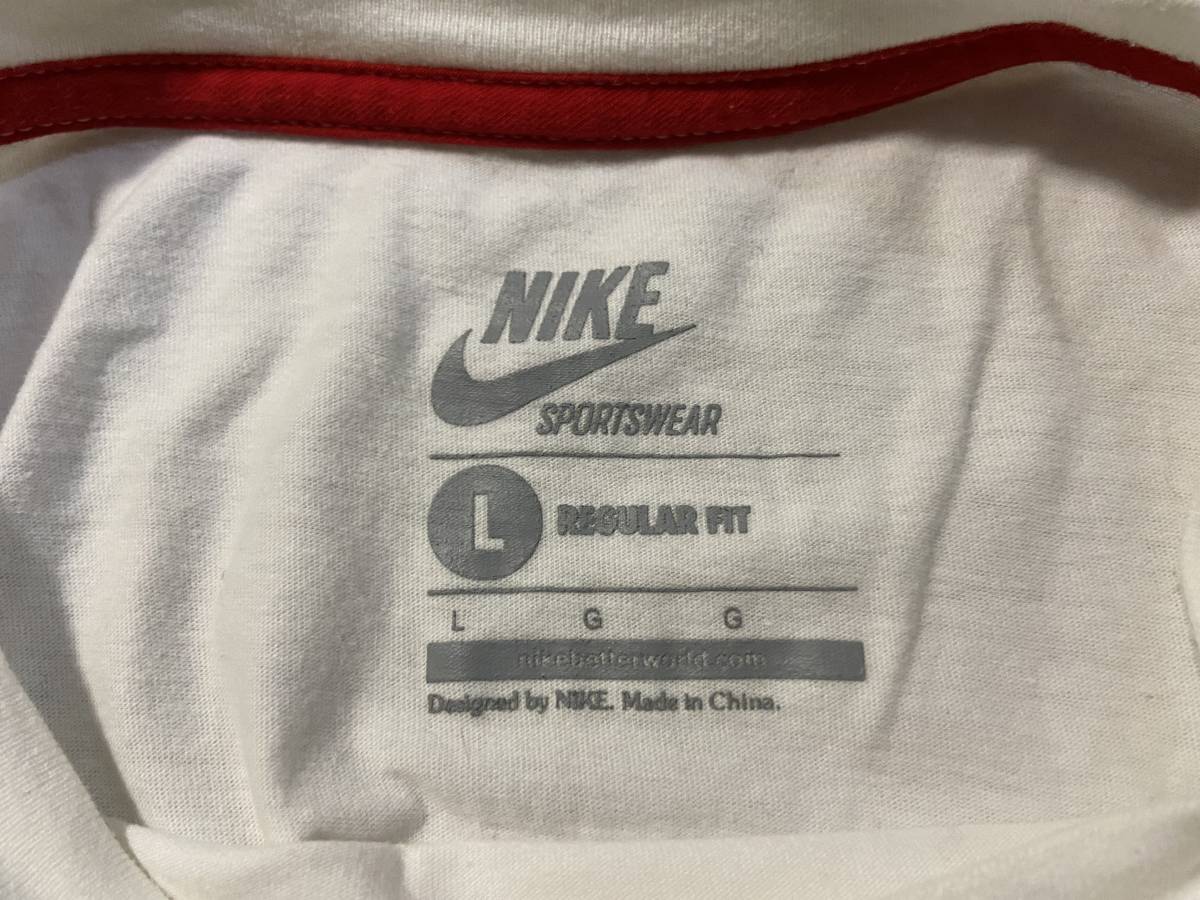 NIKE
SPORTSWEAR
L REGULAR FIT
L G G
nikebetterworld.com
Designed by NIKE. Made in China.